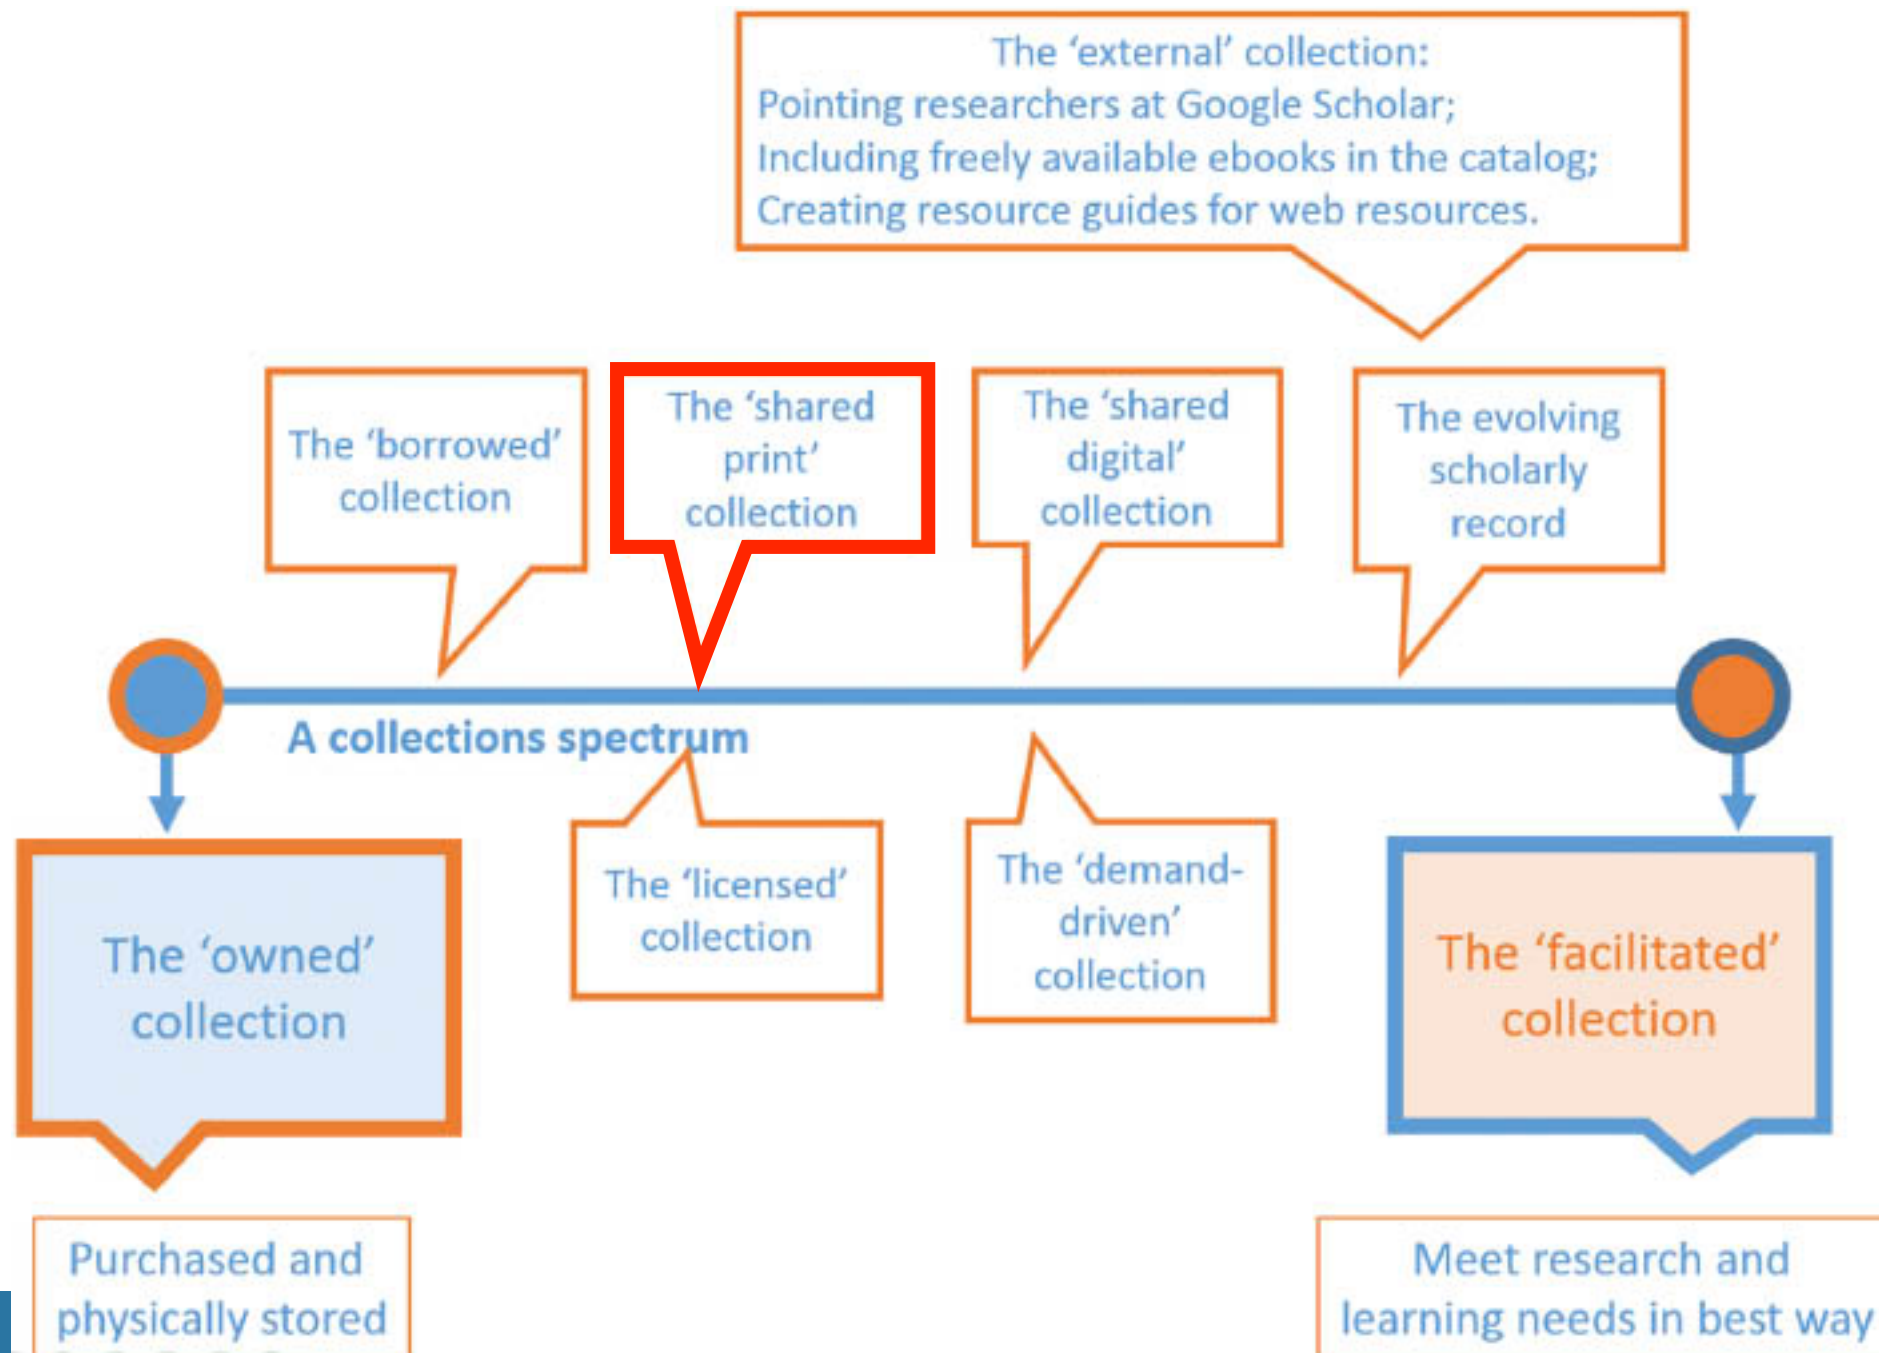 The ‘external’ collection:
Pointing researchers at Google Scholar;
Including freely available ebooks in the catalog;
Creating resource guides for web resources.
The ‘borrowed’
collection
The ‘shared
print’
collection
The ‘shared
digital’
collection
The evolving
scholarly
record
A collections spectrum
The ‘owned’
collection
The ‘licensed’
collection
The ‘demand-
driven’
collection
The ‘facilitated’
collection
Purchased and
physically stored
Meet research and
learning needs in best way